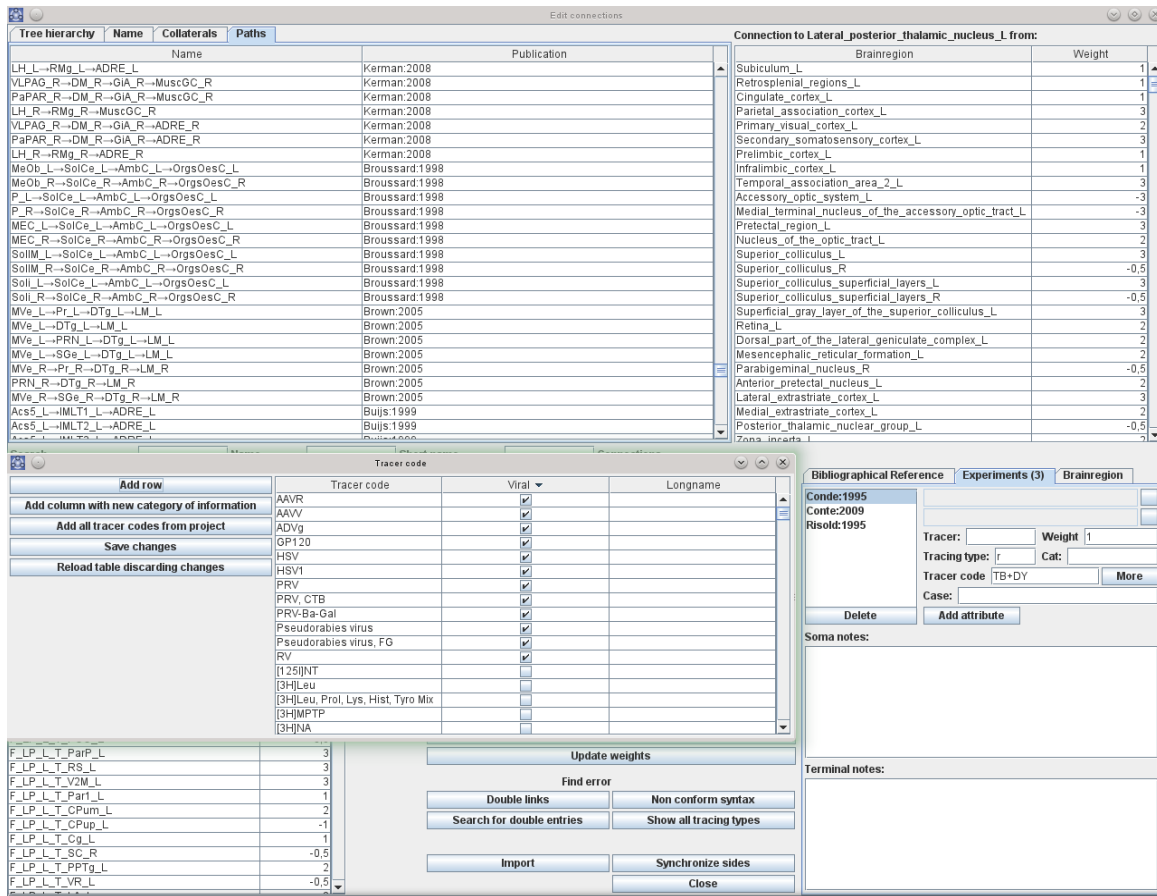 Edit connections
Tree hierarchy Name Collaterals Paths
Name Publication
LH_L→RMg_L→ADRE_L Kerman:2008
VLPAG_R→DM_R→GiA_R→MuscGC_R Kerman:2008
PaPAR_R→DM_R→GiA_R→MuscGC_R Kerman:2008
LH_R→RMg_R→MuscGC_R Kerman:2008
VLPAG_R→DM_R→GiA_R→ADRE_R Kerman:2008
PaPAR_R→DM_R→GiA_R→ADRE_R Kerman:2008
LH_R→RMg_R→ADRE_R Kerman:2008
MeOb_L→SolCe_L→AmbC_L→OrgsOesC_L Broussard:1998
MeOb_R→SolCe_R→AmbC_R→OrgsOesC_R Broussard:1998
P_L→SolCe_L→AmbC_L→OrgsOesC_L Broussard:1998
P_R→SolCe_R→AmbC_R→OrgsOesC_R Broussard:1998
MEC_L→SolCe_L→AmbC_L→OrgsOesC_L Broussard:1998
MEC_R→SolCe_R→AmbC_R→OrgsOesC_R Broussard:1998
SolIM_L→SolCe_L→AmbC_L→OrgsOesC_L Broussard:1998
SolIM_R→SolCe_R→AmbC_R→OrgsOesC_R Broussard:1998
Soli_L→SolCe_L→AmbC_L→OrgsOesC_L Broussard:1998
Soli_R→SolCe_R→AmbC_R→OrgsOesC_R Broussard:1998
MVe_L→Pr_L→DTg_L→LM_L Brown:2005
MVe_L→DTg_L→LM_L Brown:2005
MVe_L→PRN_L→DTg_L→LM_L Brown:2005
MVe_L→SGe_L→DTg_L→LM_L Brown:2005
MVe_R→Pr_R→DTg_R→LM_R Brown:2005
PRN_R→DTg_R→LM_R Brown:2005
MVe_R→SGe_R→DTg_R→LM_R Brown:2005
Acs5_L→IMLT1_L→ADRE_L Buijs:1999
Acs5_L→IMLT2_L→ADRE_L Buijs:1999
Connection to Lateral_posterior_thalamic_nucleus_L from:
Brainregion Weight
Subiculum_L 1
Retrosplenial_regions_L 1
Cingulate_cortex_L 1
Parietal_association_cortex_L 3
Primary_visual_cortex_L 2
Secondary_somatosensory_cortex_L 3
Prelimbic_cortex_L 1
Infralimbic_cortex_L 1
Temporal_association_area_2_L 3
Accessory_optic_system_L -3
Medial_terminal_nucleus_of_the_accessory_optic_tract_L -3
Pretectal_region_L 3
Nucleus_of_the_optic_tract_L 2
Superior_colliculus_L 3
Superior_colliculus_R -0,5
Superior_colliculus_superficial_layers_L 3
Superior_colliculus_superficial_layers_R -0,5
Superficial_gray_layer_of_the_superior_colliculus_L 3
Retina_L 2
Dorsal_part_of_the_lateral_geniculate_complex_L 2
Mesencephalic_reticular_formation_L 2
Parabigeminal_nucleus_R -0,5
Anterior_pretectal_nucleus_L 2
Lateral_extrastriate_cortex_L 3
Medial_extrastriate_cortex_L 2
Posterior_thalamic_nuclear_group_L -0,5
Zona_incerta_L 2
Tracer code
Add row
Add column with new category of information
Add all tracer codes from project
Save changes
Reload table discarding changes
Tracer code Viral Longname
AAVR
AAVV
ADVg
GP120
HSV
HSV1
PRV
PRV, CTB
PRV-Ba-Gal
Pseudorabies virus
Pseudorabies virus, FG
RV
[125I]NT
[3H]Leu
[3H]Leu, Prol, Lys, Hist, Tyro Mix
[3H]MPTP
[3H]NA
Bibliographical Reference Experiments (3) Brainregion
Conde:1995
Conte:2009
Risold:1995
Tracer: Weight 1
Tracing type: r Cat:
Tracer code TB+DY More
Case:
Delete Add attribute
Soma notes:
Terminal notes:
F_LP_L_T_ParP_L 3
F_LP_L_T_RS_L 3
F_LP_L_T_V2M_L 3
F_LP_L_T_Par1_L 1
F_LP_L_T_CPum_L 2
F_LP_L_T_CPup_L -1
F_LP_L_T_Cg_L 1
F_LP_L_T_SC_R -0,5
F_LP_L_T_PPTg_L 2
F_LP_L_T_VR_L -0,5
Update weights
Find error
Double links Non conform syntax
Search for double entries Show all tracing types
Import Synchronize sides
Close